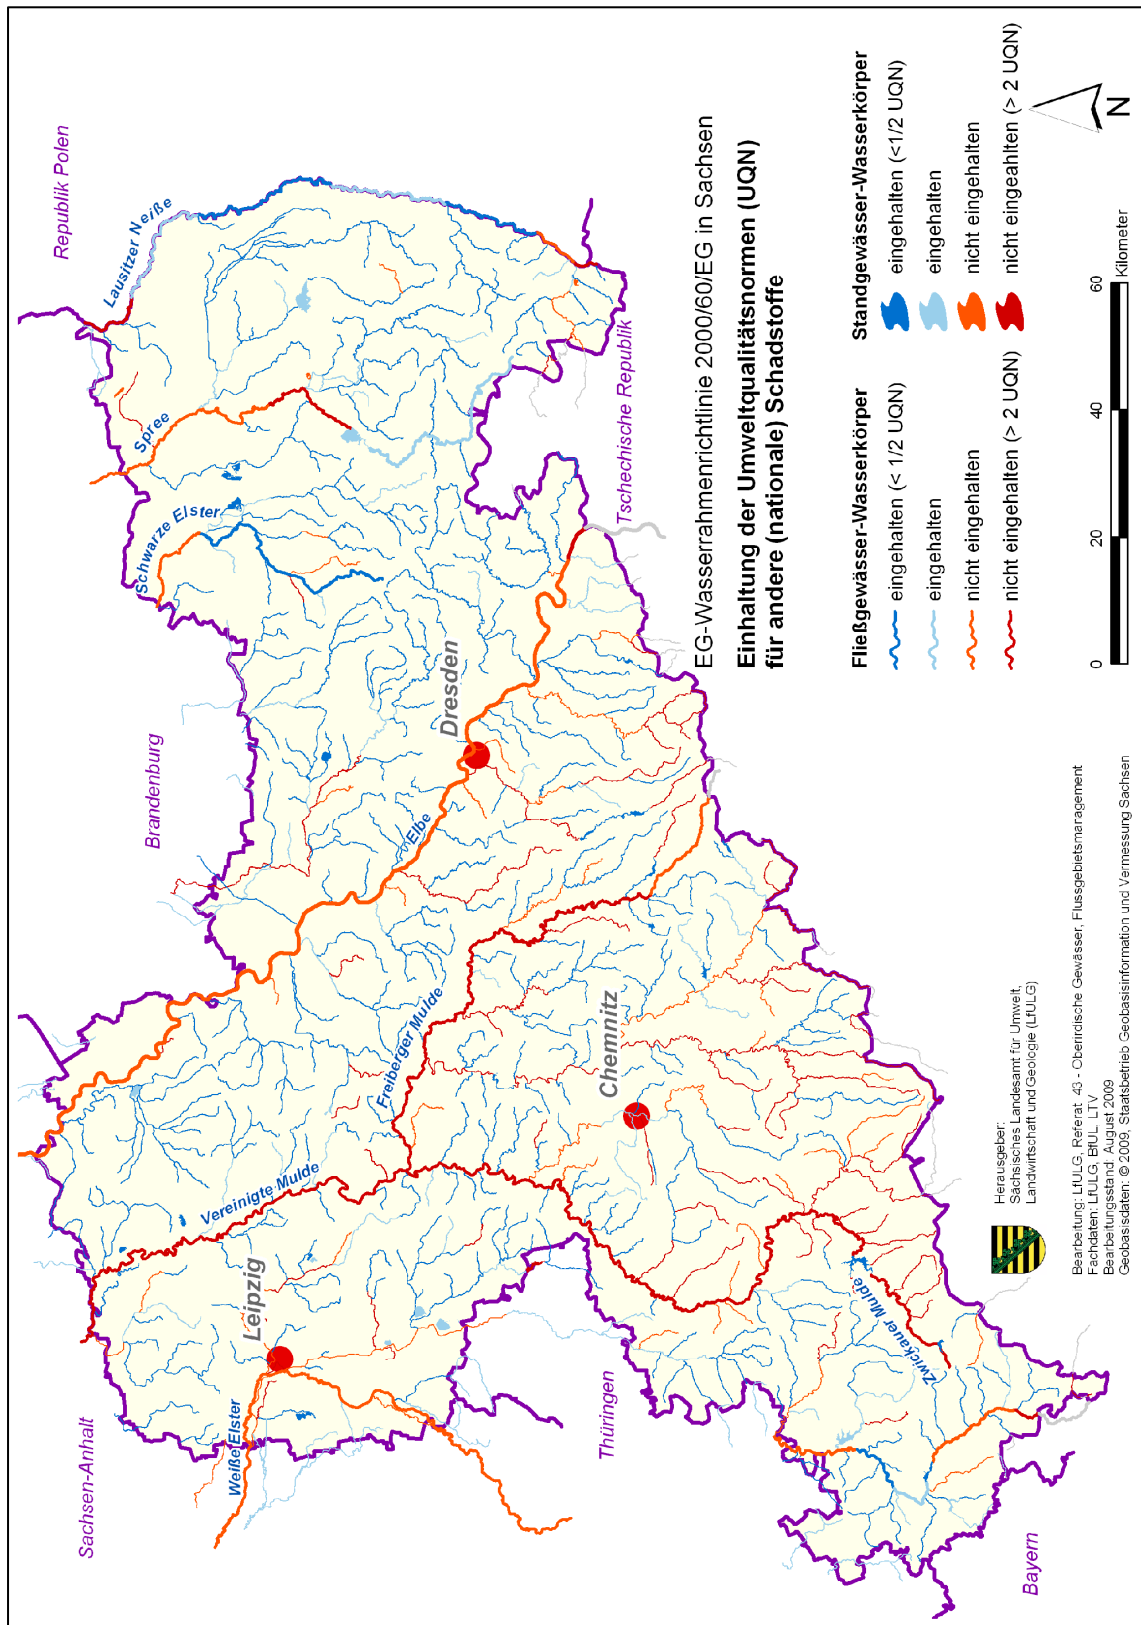 Sachsen-Anhalt
Brandenburg
Republik Polen
Lausitzer Neiße
Spree
Schwarze Elster
Vereinigte Mulde
Leipzig
Weiße Elster
Elbe
Dresden
Freiberger Mulde
Chemnitz
Thüringen
Zwickauer Mulde
Bayern
Tschechische Republik
EG-Wasserrahmenrichtlinie 2000/60/EG in Sachsen
Einhaltung der Umweltqualitätsnormen (UQN)
für andere (nationale) Schadstoffe
Fließgewässer-Wasserkörper
eingehalten (< 1/2 UQN)
eingehalten
nicht eingehalten
nicht eingehalten (> 2 UQN)
Standgewässer-Wasserkörper
eingehalten (<1/2 UQN)
eingehalten
nicht eingehalten
nicht eingeahlten (> 2 UQN)
0 20 40 60
Kilometer
N
Herausgeber:
Sächsisches Landesamt für Umwelt,
Landwirtschaft und Geologie (LfULG)
Bearbeitung: LfULG, Referat 43 - Oberirdische Gewässer, Flussgebietsmanagement
Fachdaten: LfULG, BfUL, LTV
Bearbeitungsstand: August 2009
Geobasisdaten: © 2009, Staatsbetrieb Geobasisinformation und Vermessung Sachsen